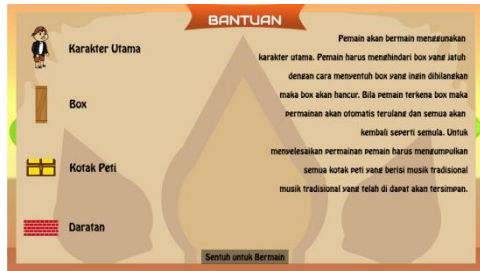 BANTUAN
Karakter Utama
Box
Kotak Peti
Daratan
Pemain akan bermain menggunakan
karakter utama. Pemain harus menghindari box yang jatuh
dengan cara menyentuh box yang ingin dihilangkan
maka box akan hancur. Bila pemain terkena box maka
permainan akan otomatis terulang dan semua akan
kembali seperti semula. Untuk
menyelesaikan permainan pemain harus mengumpulkan
semua kotak peti yang berisi musik tradisional
musik tradisional yang telah di dapat akan tersimpan.
Sentuh untuk Bermain